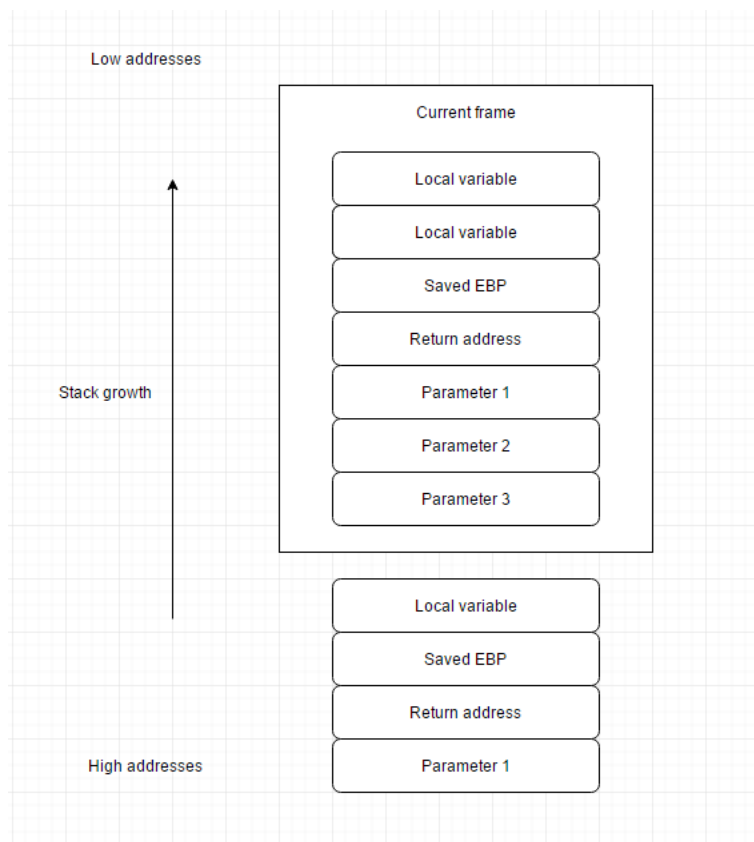 Low addresses
Current frame
Local variable
Local variable
Saved EBP
Return address
Stack growth
Parameter 1
Parameter 2
Parameter 3
Local variable
Saved EBP
Return address
High addresses
Parameter 1